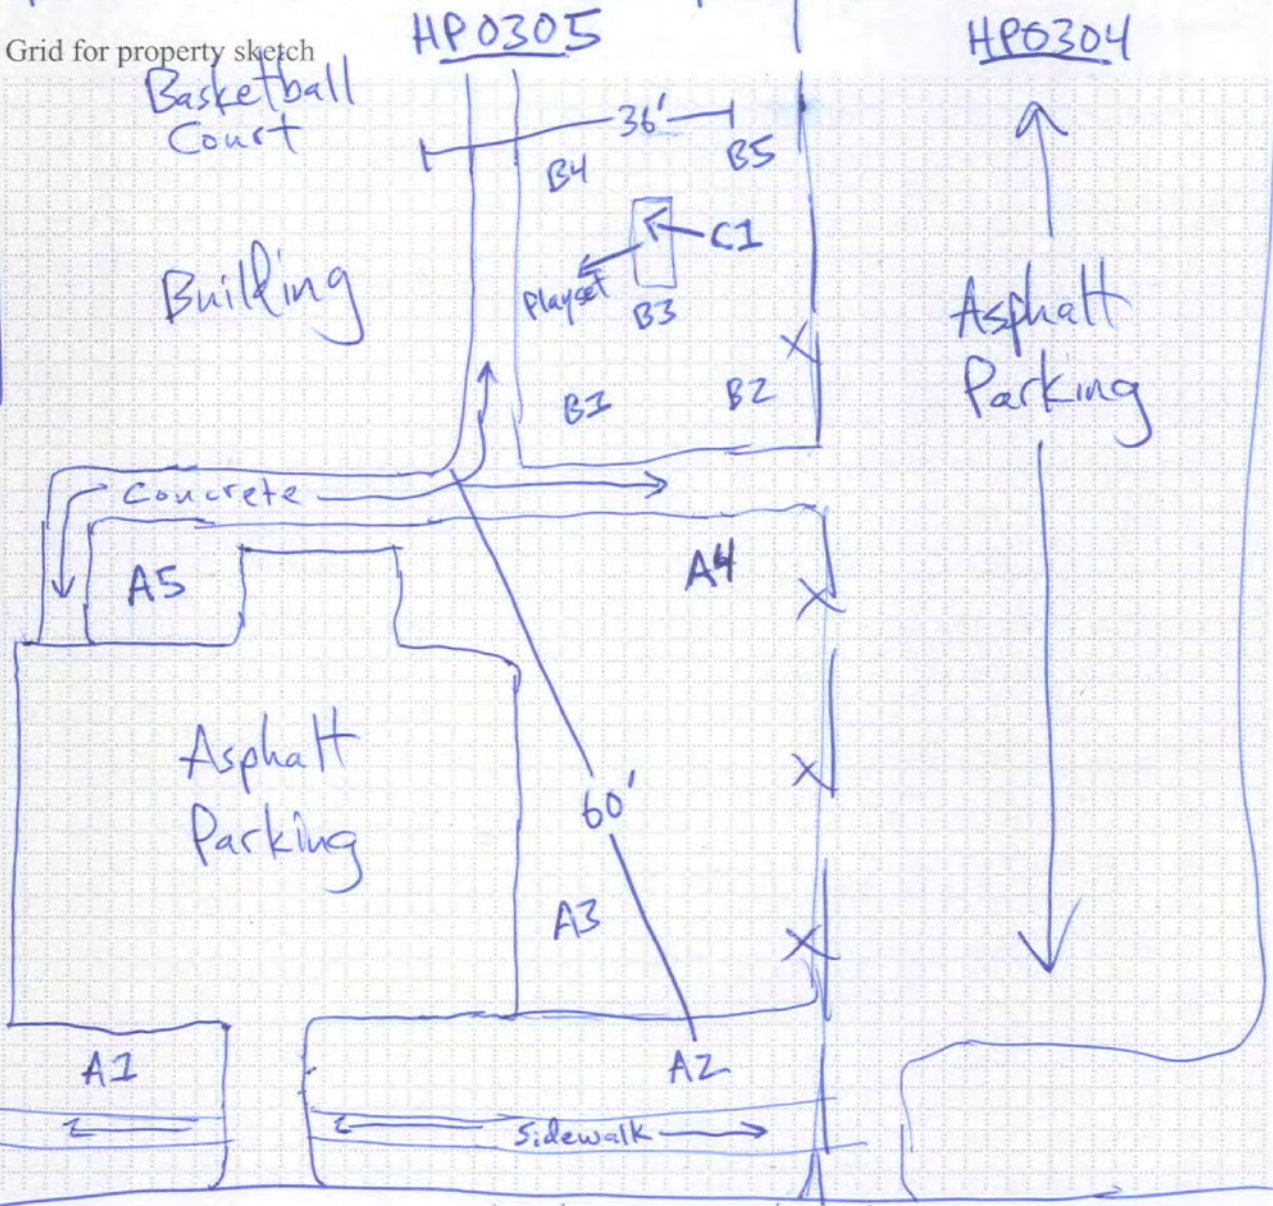 HP0305
HP0304
Grid for property sketch
Basketball
Court
36'
B4
B5
C1
Playset
B3
Building
Asphalt
Parking
B1
B2
Concrete
A5
A4
Asphalt
Parking
60'
A3
A1
A2
Sidewalk